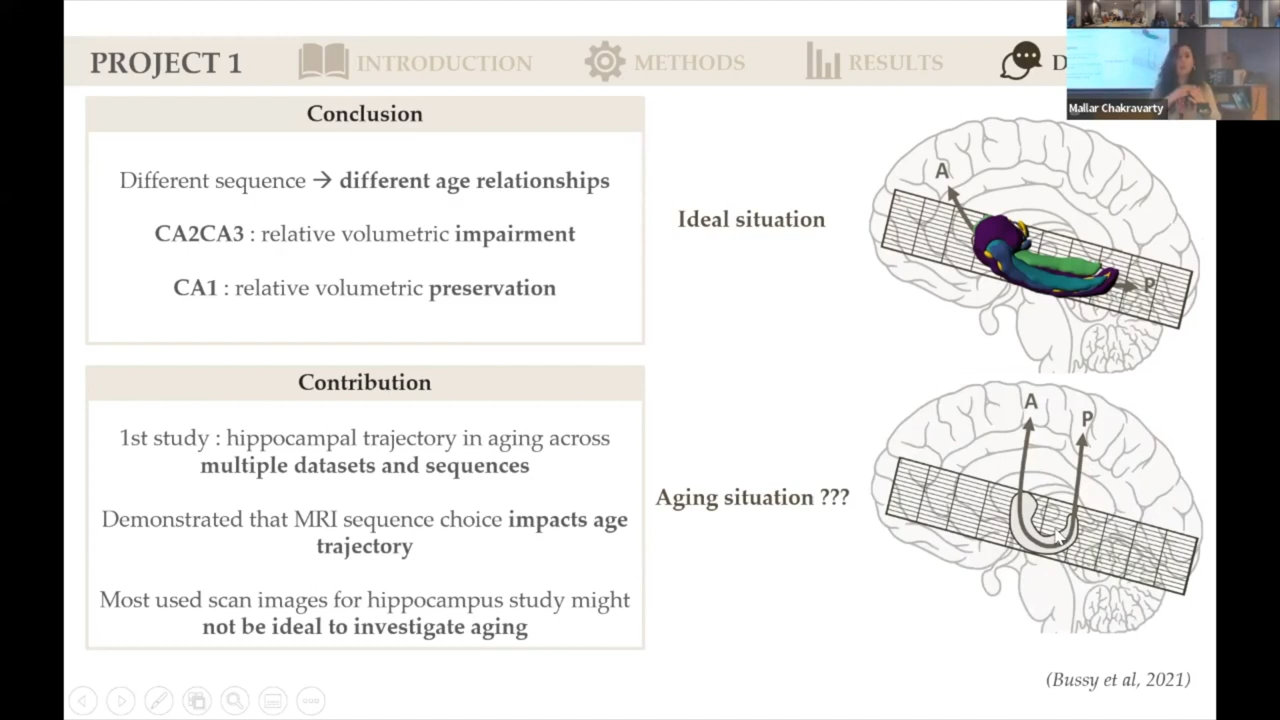 PROJECT 1
INTRODUCTION
METHODS
RESULTS
D
Mallar Chakravarty
Conclusion
Different sequence → different age relationships
CA2CA3 : relative volumetric impairment
CA1 : relative volumetric preservation
Ideal situation
A
P
Contribution
1st study : hippocampal trajectory in aging across
multiple datasets and sequences
Demonstrated that MRI sequence choice impacts age
trajectory
Most used scan images for hippocampus study might
not be ideal to investigate aging
Aging situation ???
A
P
(Bussy et al, 2021)